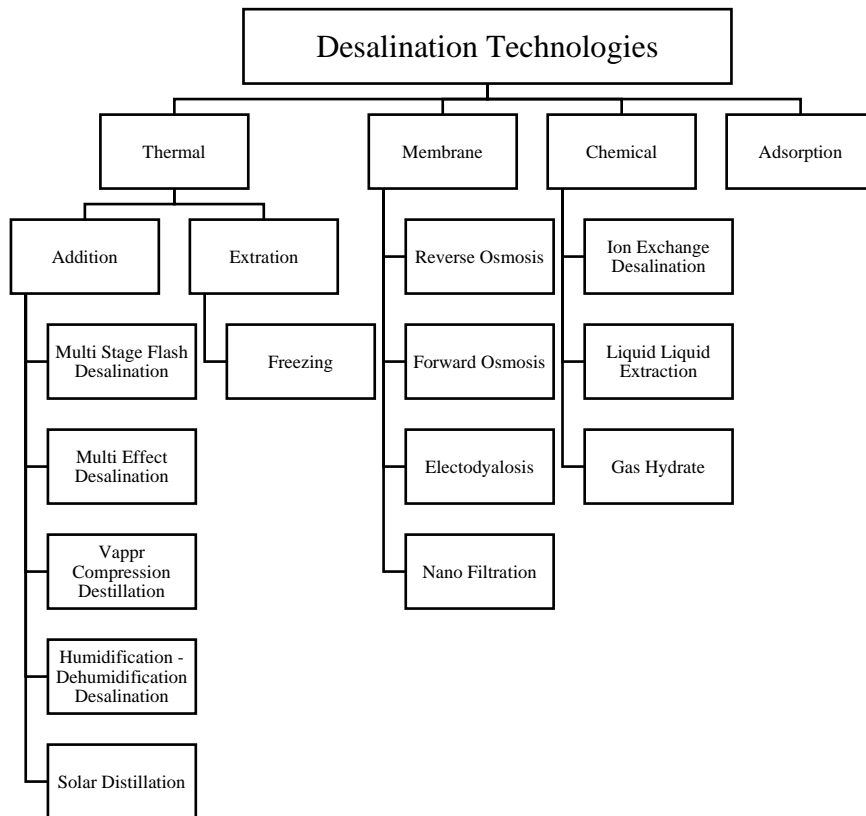 Desalination Technologies
Thermal
Membrane
Chemical
Adsorption
Addition
Extration
Reverse Osmosis
Ion Exchange
Desalination
Multi Stage Flash
Desalination
Freezing
Forward Osmosis
Liquid Liquid
Extraction
Multi Effect
Desalination
Electodyalosis
Gas Hydrate
Vappr
Compression
Destillation
Nano Filtration
Humidification -
Dehumidification
Desalination
Solar Distillation